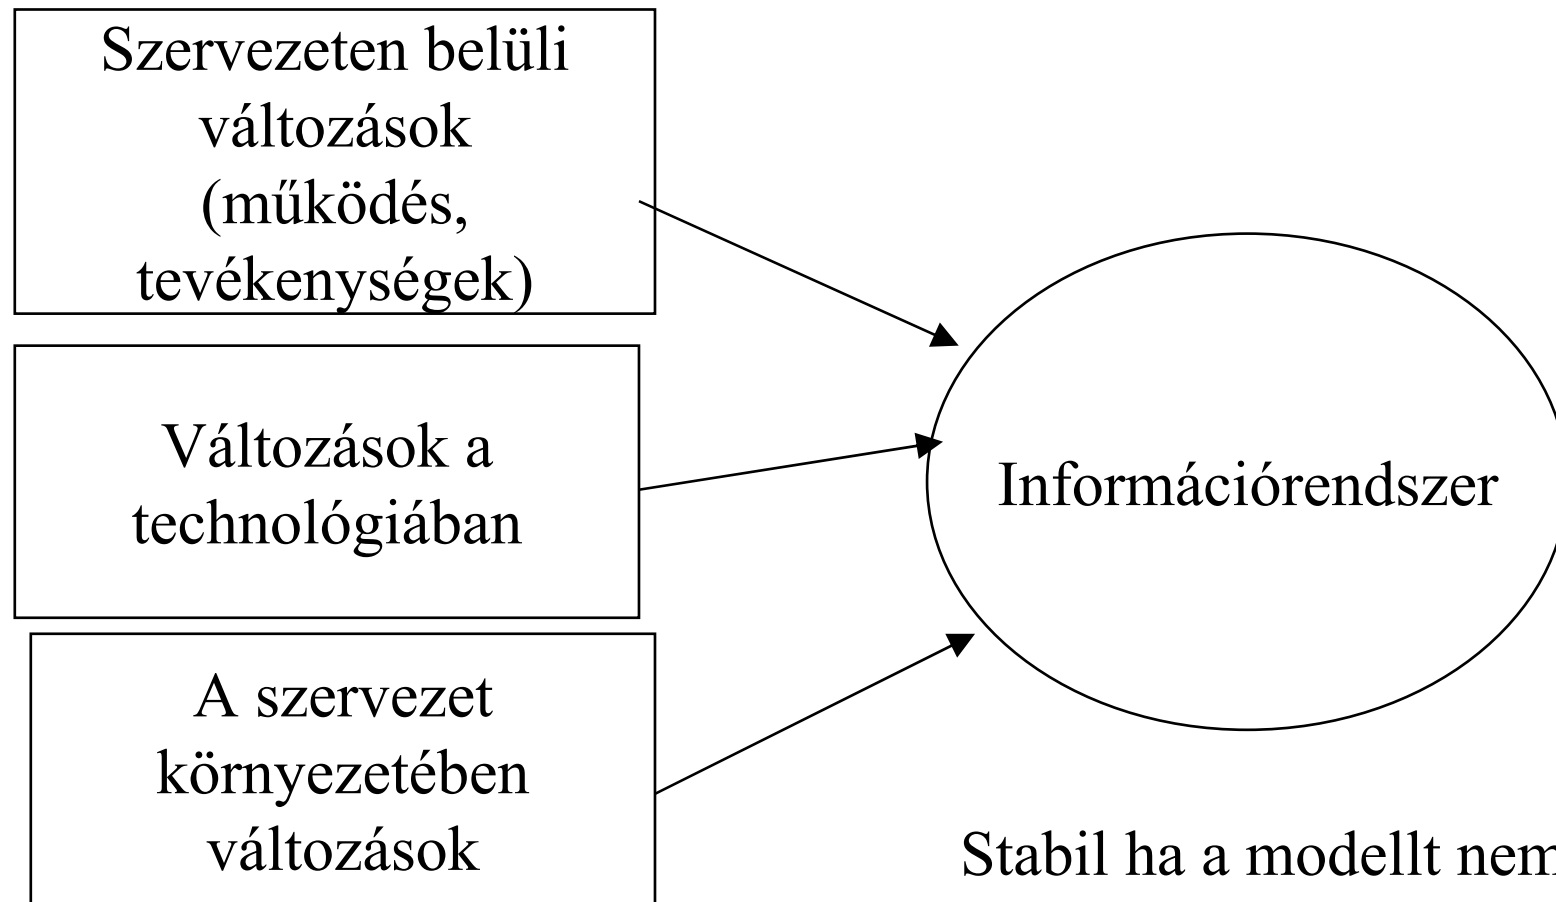 Szervezeten belüli
változások
(működés,
tevékenységek)
Változások a
technológiában
A szervezet
környezetében
változások
Információrendszer
Stabil ha a modellt nem